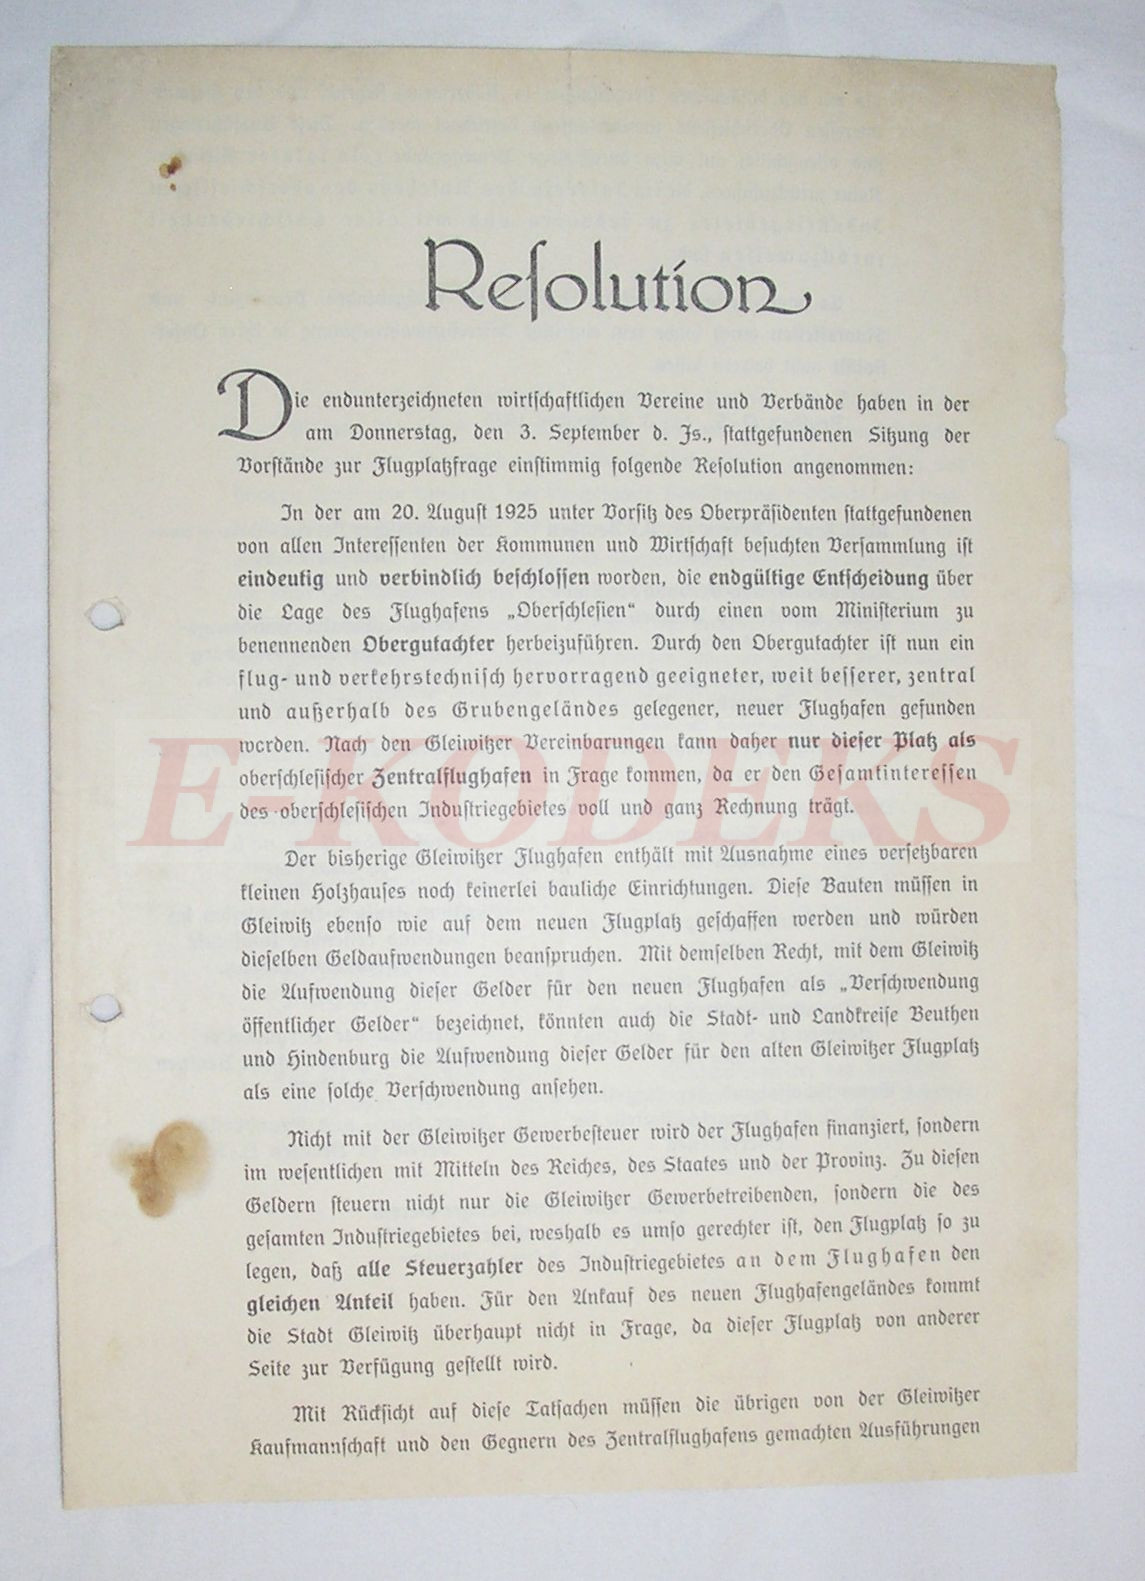 Reſolution
Die endunterzeichneten wirtſchaftlichen Vereine und Verbände haben in der
am Donnerstag, den 3. September d. Js., ſtattgefundenen Sitzung der
Vorſtände zur Flugplatzfrage einſtimmig folgende Reſolution angenommen:
In der am 20. Auguſt 1925 unter Vorſitz des Oberpräſidenten ſtattgefundenen
von allen Intereſſenten der Kommunen und Wirtſchaft beſuchten Verſammlung iſt
eindeutig und verbindlich beſchloſſen worden, die endgültige Entſcheidung über
die Lage des Flughafens „Oberſchleſien“ durch einen vom Miniſterium zu
benennenden Obergutachter herbeizuführen. Durch den Obergutachter iſt nun ein
flug- und verkehrstechniſch hervorragend geeigneter, weit beſſerer, zentral
und außerhalb des Grubengeländes gelegener, neuer Flughafen gefunden
worden. Nach den Gleiwitzer Vereinbarungen kann daher nur dieſer Platz als
oberſchleſiſcher Zentralflughafen in Frage kommen, da er den Geſamtintereſſen
des oberſchleſiſchen Induſtriegebietes voll und ganz Rechnung trägt.
E-KODEKS
Der bisherige Gleiwitzer Flughafen enthält mit Ausnahme eines verſetzbaren
kleinen Holzhauſes noch keinerlei bauliche Einrichtungen. Dieſe Bauten müſſen in
Gleiwitz ebenſo wie auf dem neuen Flugplatz geſchaffen werden und würden
dieſelben Geldaufwendungen beanſpruchen. Mit demſelben Recht, mit dem Gleiwitz
die Aufwendung dieſer Gelder für den neuen Flughafen als „Verſchwendung
öffentlicher Gelder“ bezeichnet, könnten auch die Stadt- und Landkreiſe Beuthen
und Hindenburg die Aufwendung dieſer Gelder für den alten Gleiwitzer Flugplatz
als eine ſolche Verſchwendung anſehen.
Nicht mit der Gleiwitzer Gewerbeſteuer wird der Flughafen finanziert, ſondern
im weſentlichen mit Mitteln des Reiches, des Staates und der Provinz. Zu dieſen
Geldern ſteuern nicht nur die Gleiwitzer Gewerbetreibenden, ſondern die des
geſamten Induſtriegebietes bei, weshalb es umſo gerechter iſt, den Flugplatz ſo zu
legen, daß alle Steuerzahler des Induſtriegebietes an dem Flughafen den
gleichen Anteil haben. Für den Ankauf des neuen Flughafengeländes kommt
die Stadt Gleiwitz überhaupt nicht in Frage, da dieſer Flugplatz von anderer
Seite zur Verfügung geſtellt wird.
Mit Rückſicht auf dieſe Tatſachen müſſen die übrigen von der Gleiwitzer
Kaufmannſchaft und den Gegnern des Zentralflughafens gemachten Ausführungen